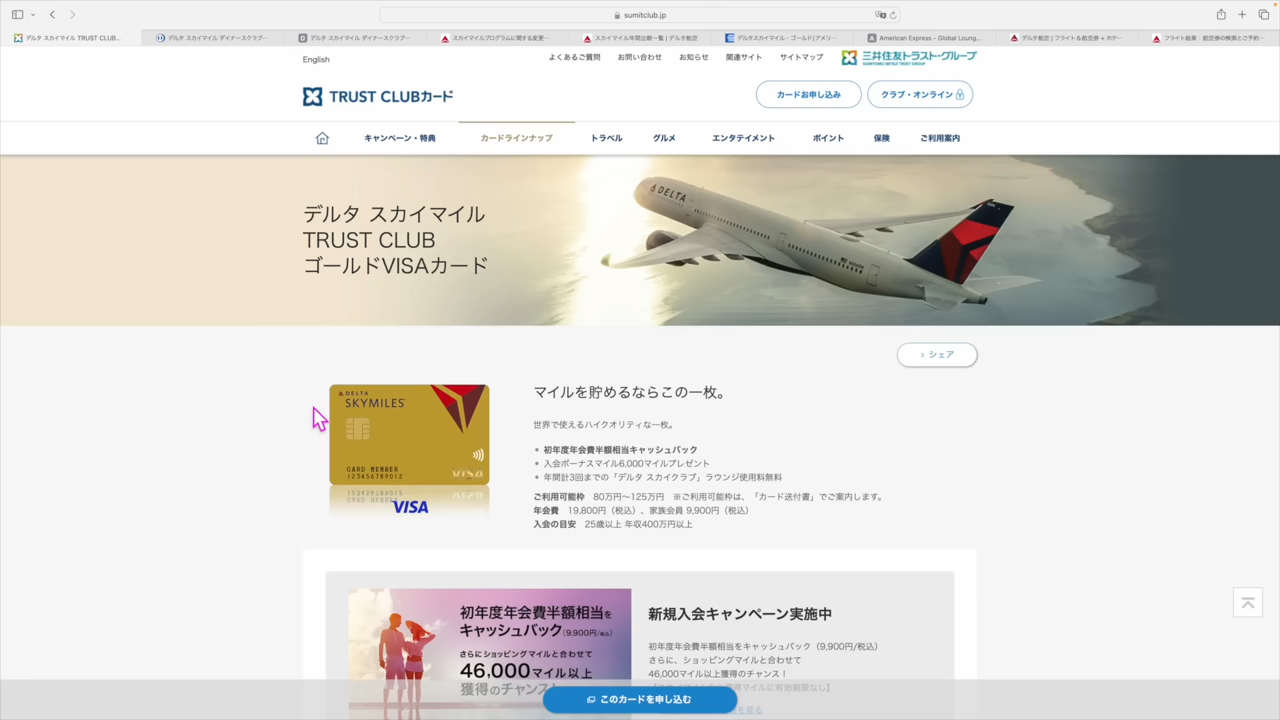 sumitclub.jp
デルタ スカイマイル TRUST CLUB...
デルタ スカイマイル ダイナースクラブ...
デルタ スカイマイル ダイナースクラブ...
スカイマイルプログラムに関する変更...
スカイマイル年間比較一覧 | デルタ航空
デルタスカイマイル・ゴールド|アメリ...
American Express - Global Loung...
デルタ航空 | フライト&航空券 + ホテ...
フライト結果：航空券の検索とご予約...
English
よくあるご質問 お問い合わせ お知らせ 関連サイト サイトマップ
三井住友トラスト・グループ
SUMITOMO MITSUI TRUST GROUP
TRUST CLUBカード
カードお申し込み
クラブ・オンライン
キャンペーン・特典 カードラインナップ トラベル グルメ エンタテイメント ポイント 保険 ご利用案内
DELTA
デルタ スカイマイル
TRUST CLUB
ゴールドVISAカード
シェア
DELTA
SKYMILES
CARD MEMBER
123456789012
VISA
VISA
マイルを貯めるならこの一枚。
世界で使えるハイクオリティな一枚。
初年度年会費半額相当キャッシュバック
入会ボーナスマイル6,000マイルプレゼント
年間計3回までの「デルタ スカイクラブ」ラウンジ使用料無料
ご利用可能枠 80万円～125万円 ※ご利用可能枠は、「カード送付書」でご案内します。
年会費 19,800円（税込）、家族会員 9,900円（税込）
入会の目安 25歳以上 年収400万円以上
初年度年会費半額相当を
キャッシュバック(9,900円/税込)
さらにショッピングマイルと合わせて
46,000マイル以上
獲得のチャンス!
新規入会キャンペーン実施中
初年度年会費半額相当をキャッシュバック（9,900円/税込）
さらに、ショッピングマイルと合わせて
46,000マイル以上獲得のチャンス！
獲得マイルに有効期限なし】
を見る
このカードを申し込む